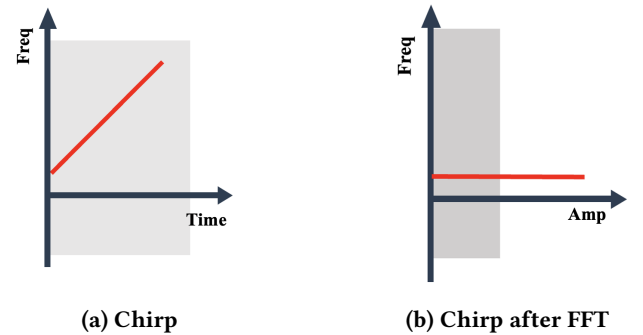 Freq
Time
(a) Chirp
Freq
Amp
(b) Chirp after FFT